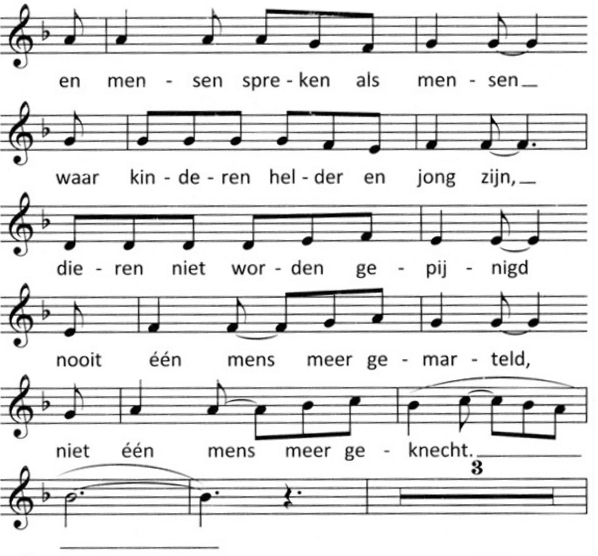 en men - sen spre - ken als men - sen
waar kin - de - ren hel - der en jong zijn,
die - ren niet wor - den ge - pij - nigd
nooit één mens meer ge - mar - teld,
niet één mens meer ge - knecht.
3